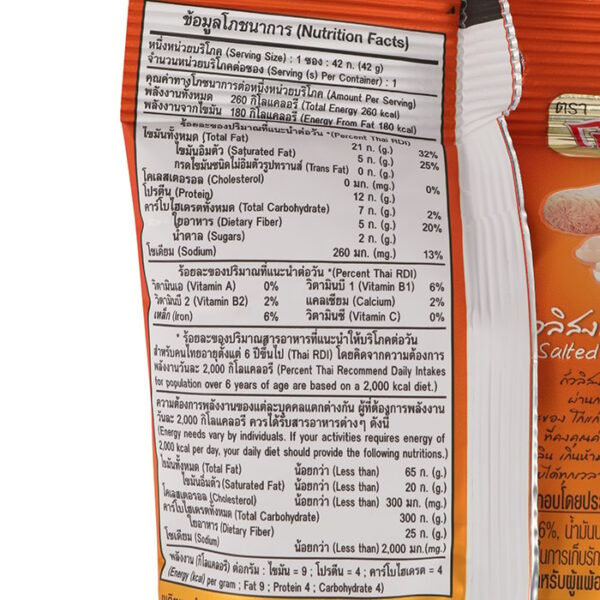 ข้อมูลโภชนาการ (Nutrition Facts)
หนึ่งหน่วยบริโภค (Serving Size) : 1 ซอง : 42 ก. (42 g)
จำนวนหน่วยบริโภคต่อซอง (Serving (s) Per Container) : 1
คุณค่าทางโภชนาการต่อหนึ่งหน่วยบริโภค (Amount Per Serving)
พลังงานทั้งหมด 260 กิโลแคลอรี (Total Energy 260 kcal)
พลังงานจากไขมัน 180 กิโลแคลอรี (Energy From Fat 180 kcal)
ร้อยละของปริมาณที่แนะนำต่อวัน *(Percent Thai RDI)
ไขมันทั้งหมด (Total Fat) 21 ก. (g.) 32%
ไขมันอิ่มตัว (Saturated Fat) 5 ก. (g.) 25%
กรดไขมันชนิดไม่อิ่มตัวรูปทรานส์ (Trans Fat) 0 ก. (g.)
โคเลสเตอรอล (Cholesterol) 0 มก. (mg.) 0%
โปรตีน (Protein) 12 ก. (g.)
คาร์โบไฮเดรตทั้งหมด (Total Carbohydrate) 7 ก. (g.) 2%
ใยอาหาร (Dietary Fiber) 5 ก. (g.) 20%
น้ำตาล (Sugars) 2 ก. (g.)
โซเดียม (Sodium) 260 มก. (mg.) 13%
ร้อยละของปริมาณที่แนะนำต่อวัน *(Percent Thai RDI)
วิตามินเอ (Vitamin A) 0% วิตามินบี 1 (Vitamin B1) 6%
วิตามินบี 2 (Vitamin B2) 2% แคลเซียม (Calcium) 2%
เหล็ก (Iron) 6% วิตามินซี (Vitamin C) 0%
* ร้อยละของปริมาณสารอาหารที่แนะนำให้บริโภคต่อวัน
สำหรับคนไทยอายุตั้งแต่ 6 ปีขึ้นไป (Thai RDI) โดยคิดจากความต้องการ
พลังงานวันละ 2,000 กิโลแคลอรี (Percent Thai Recommend Daily Intakes
for population over 6 years of age are based on a 2,000 kcal diet.)
ความต้องการพลังงานของแต่ละบุคคลแตกต่างกัน ผู้ที่ต้องการพลังงาน
วันละ 2,000 กิโลแคลอรี ควรได้รับสารอาหารต่างๆ ดังนี้
(Energy needs vary by individuals. If your activities requires energy of
2,000 kcal per day, your daily diet should provide the following nutritions.)
ไขมันทั้งหมด (Total Fat) น้อยกว่า (Less than) 65 ก. (g.)
ไขมันอิ่มตัว (Saturated Fat) น้อยกว่า (Less than) 20 ก. (g.)
โคเลสเตอรอล (Cholesterol) น้อยกว่า (Less than) 300 มก. (mg.)
คาร์โบไฮเดรตทั้งหมด (Total Carbohydrate) 300 ก. (g.)
ใยอาหาร (Dietary Fiber) 25 ก. (g.)
โซเดียม (Sodium) น้อยกว่า (Less than) 2,000 มก.(mg.)
พลังงาน (กิโลแคลอรี) ต่อกรัม : ไขมัน = 9 ; โปรตีน = 4 ; คาร์โบไฮเดรต = 4
(Energy (kcal) per gram ; Fat 9 ; Protein 4 ; Carbohydrate 4)
ตรา
Salted